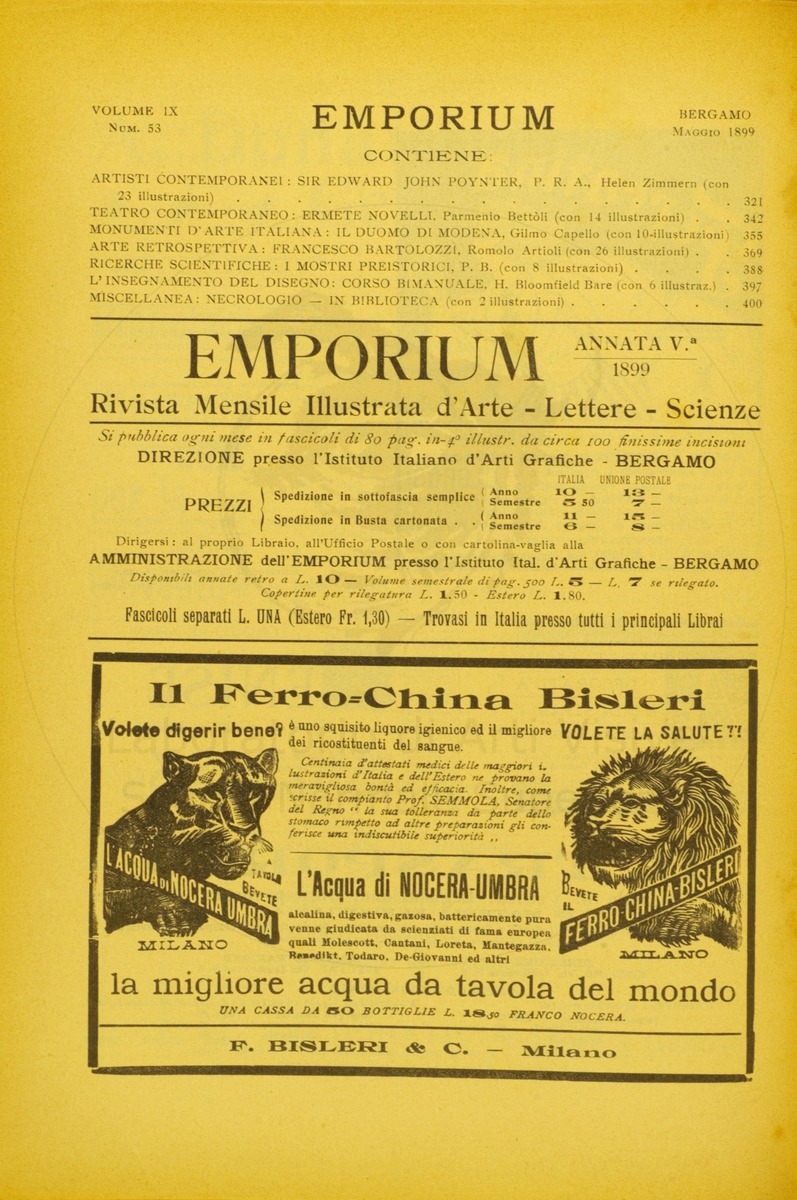 VOLUME IX
NUM. 53
EMPORIUM
BERGAMO
MAGGIO 1899
CONTIENE:
ARTISTI CONTEMPORANEI: SIR EDWARD JOHN POYNTER, P. R. A., Helen Zimmern (con
23 illustrazioni) . . . . . . . . . . . . . . . . . 321
TEATRO CONTEMPORANEO: ERMETE NOVELLI, Parmenio Bettòli (con 14 illustrazioni) . . 342
MONUMENTI D'ARTE ITALIANA: IL DUOMO DI MODENA, Gilmo Capello (con 10 illustrazioni) 355
ARTE RETROSPETTIVA: FRANCESCO BARTOLOZZI, Romolo Artioli (con 26 illustrazioni) . . 369
RICERCHE SCIENTIFICHE: I MOSTRI PREISTORICI, P. B. (con 8 illustrazioni) . . . . 388
L'INSEGNAMENTO DEL DISEGNO: CORSO BIMANUALE, H. Bloomfield Bare (con 6 illustraz.) . 397
MISCELLANEA: NECROLOGIO — IN BIBLIOTECA (con 2 illustrazioni) . . . . . . 400
EMPORIUM
ANNATA V.ª
1899
Rivista Mensile Illustrata d'Arte - Lettere - Scienze
Si pubblica ogni mese in fascicoli di 80 pag. in-4º illustr. da circa 100 finissime incisioni
DIREZIONE presso l'Istituto Italiano d'Arti Grafiche - BERGAMO
ITALIA UNIONE POSTALE
PREZZI
Spedizione in sottofascia semplice
Anno 10 — 13 —
Semestre 5 50 7 —
Spedizione in Busta cartonata . .
Anno 11 — 15 —
Semestre 6 — 8 —
Dirigersi: al proprio Libraio, all'Ufficio Postale o con cartolina-vaglia alla
AMMINISTRAZIONE dell'EMPORIUM presso l'Istituto Ital. d'Arti Grafiche - BERGAMO
Disponibili annate retro a L. 10 — Volume semestrale di pag. 500 L. 5 — L. 7 se rilegato.
Copertine per rilegatura L. 1.50 - Estero L. 1.80.
Fascicoli separati L. UNA (Estero Fr. 1,30) — Trovasi in Italia presso tutti i principali Librai
Il Ferro-China Bisleri
Volete digerir bene?
è uno squisito liquore igienico ed il migliore
dei ricostituenti del sangue.
VOLETE LA SALUTE??
Centinaia d'attestati medici delle maggiori il-
lustrazioni d'Italia e dell'Estero ne provano la
meravigliosa bontà ed efficacia. Inoltre, come
scrisse il compianto Prof. SEMMOLA, Senatore
del Regno “ la sua tolleranza da parte dello
stomaco rimpetto ad altre preparazioni gli con-
ferisce una indiscutibile superiorità „
A
TAVOLA
BEVETE
L'ACQUA DI NOCERA UMBRA
MILANO
L'Acqua di NOCERA-UMBRA
alcalina, digestiva, gazosa, battericamente pura
venne giudicata da scienziati di fama europea
quali Molescott, Cantani, Loreta, Mantegazza,
Benedikt, Todaro, De-Giovanni ed altri
BEVETE
IL
FERRO-CHINA-BISLERI
MILANO
la migliore acqua da tavola del mondo
UNA CASSA DA 50 BOTTIGLIE L. 18,50 FRANCO NOCERA.
F. BISLERI & C. — Milano